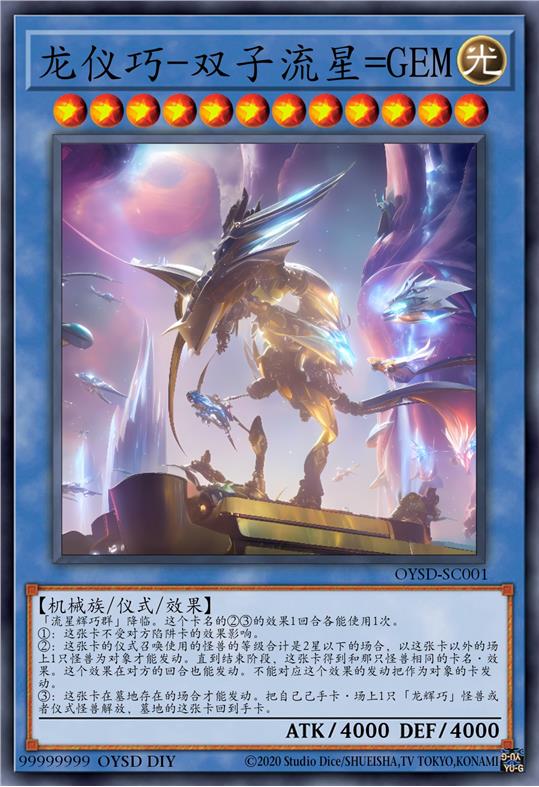 龙仪巧-双子流星=GEM
光
OYSD-SC001
【机械族/仪式/效果】
「流星辉巧群」降临。这个卡名的②③的效果1回合各能使用1次。
①：这张卡不受对方陷阱卡的效果影响。
②：这张卡的仪式召唤使用的怪兽的等级合计是2星以下的场合，以这张卡以外的场
上1只怪兽为对象才能发动。直到结束阶段，这张卡得到和那只怪兽相同的卡名·效
果。这个效果在对方的回合也能发动。不能对应这个效果的发动把作为对象的卡发
动。
③：这张卡在墓地存在的场合才能发动。把自己己手卡·场上1只「龙辉巧」怪兽或
者仪式怪兽解放，墓地的这张卡回到手卡。
ATK/4000 DEF/4000
99999999 OYSD DIY
©2020 Studio Dice/SHUEISHA,TV TOKYO,KONAMI
YU-G
YU-G